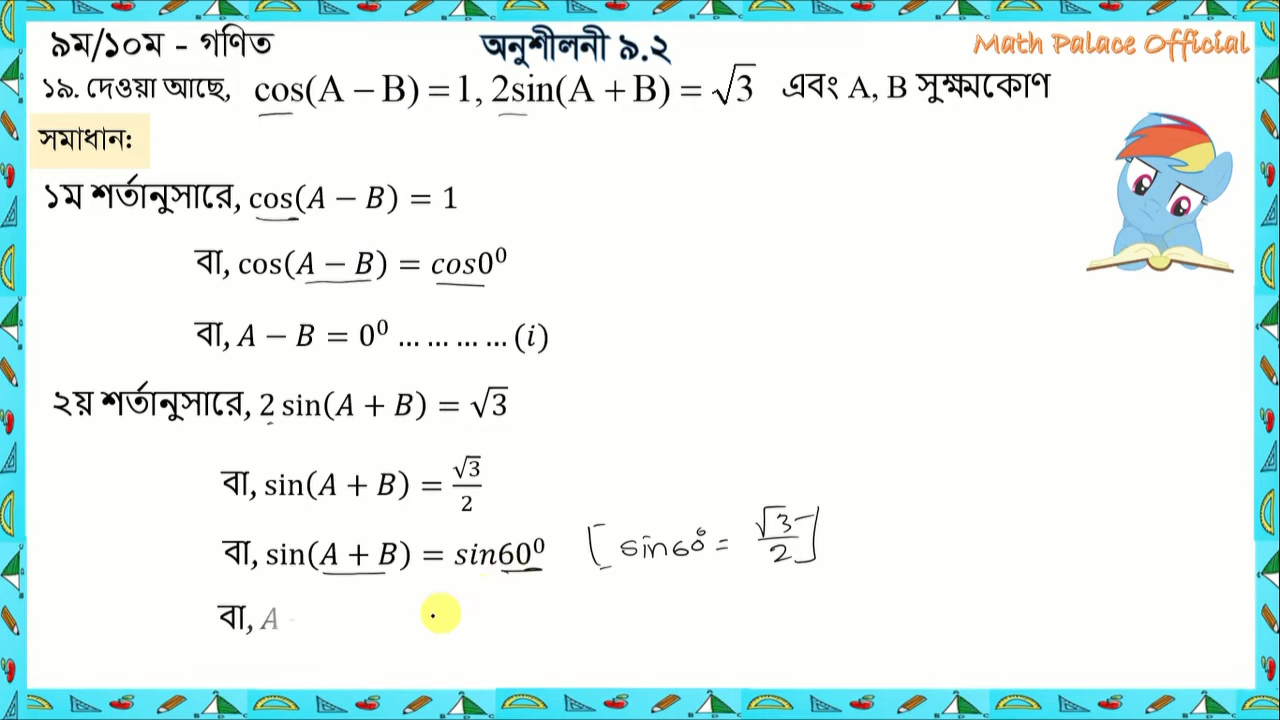 ৯ম/১০ম - গণিত
অনুশীলনী ৯.২
Math Palace Official
১৯. দেওয়া আছে, cos(A − B) = 1, 2sin(A + B) = √3 এবং A, B সুক্ষমকোণ
সমাধান:
১ম শর্তানুসারে, cos(A − B) = 1
বা, cos(A − B) = cos0⁰
বা, A − B = 0⁰ … … … … (i)
২য় শর্তানুসারে, 2 sin(A + B) = √3
বা, sin(A + B) = √3/2
বা, sin(A + B) = sin60⁰ [sin60° = √3/2]
বা, A